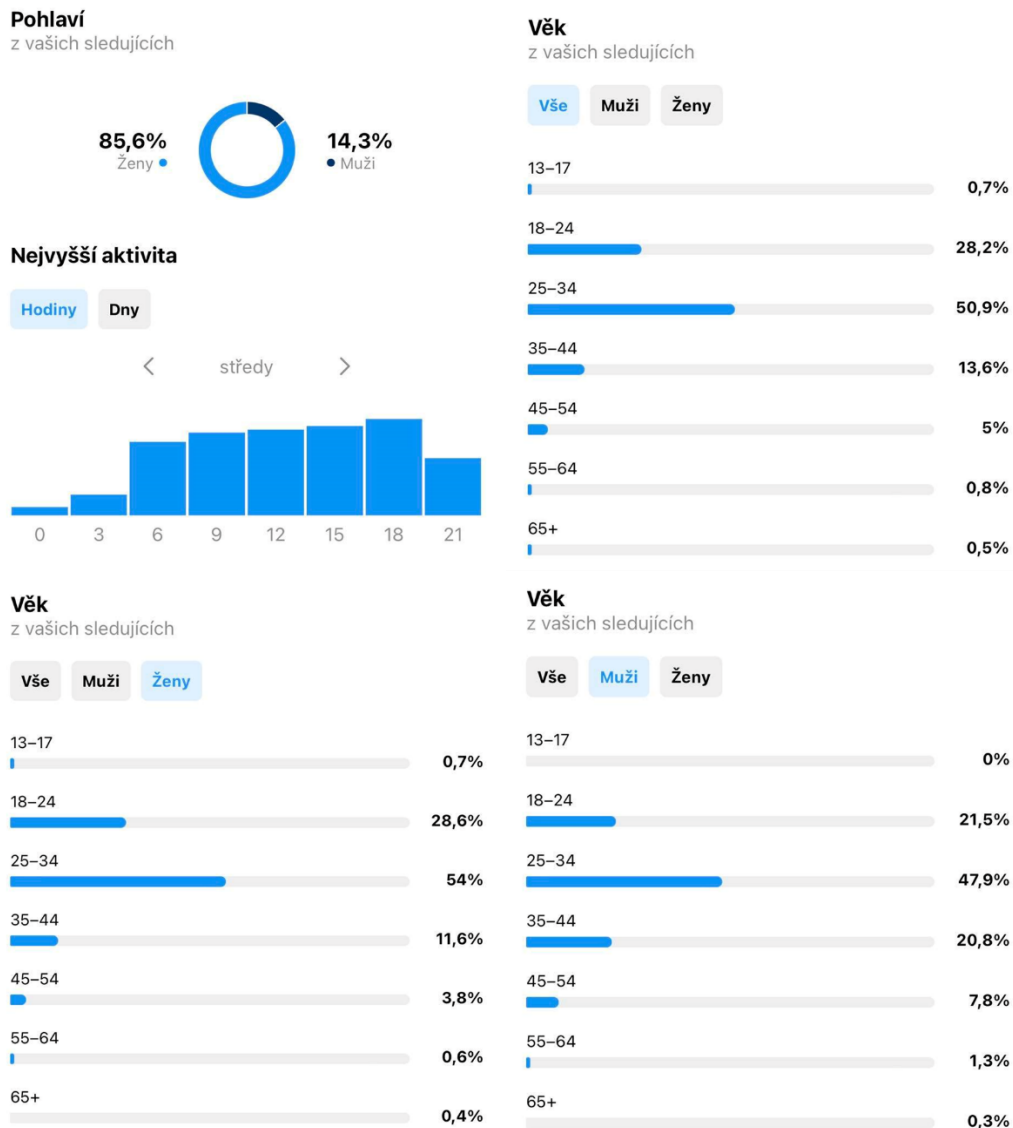 Pohlaví
z vašich sledujících
85,6%
Ženy
14,3%
Muži
Nejvyšší aktivita
Hodiny Dny
středy
0 3 6 9 12 15 18 21
Věk
z vašich sledujících
Vše Muži Ženy
13–17
0,7%
18–24
28,2%
25–34
50,9%
35–44
13,6%
45–54
5%
55–64
0,8%
65+
0,5%
Věk
z vašich sledujících
Vše Muži Ženy
13–17
0,7%
18–24
28,6%
25–34
54%
35–44
11,6%
45–54
3,8%
55–64
0,6%
65+
0,4%
Věk
z vašich sledujících
Vše Muži Ženy
13–17
0%
18–24
21,5%
25–34
47,9%
35–44
20,8%
45–54
7,8%
55–64
1,3%
65+
0,3%